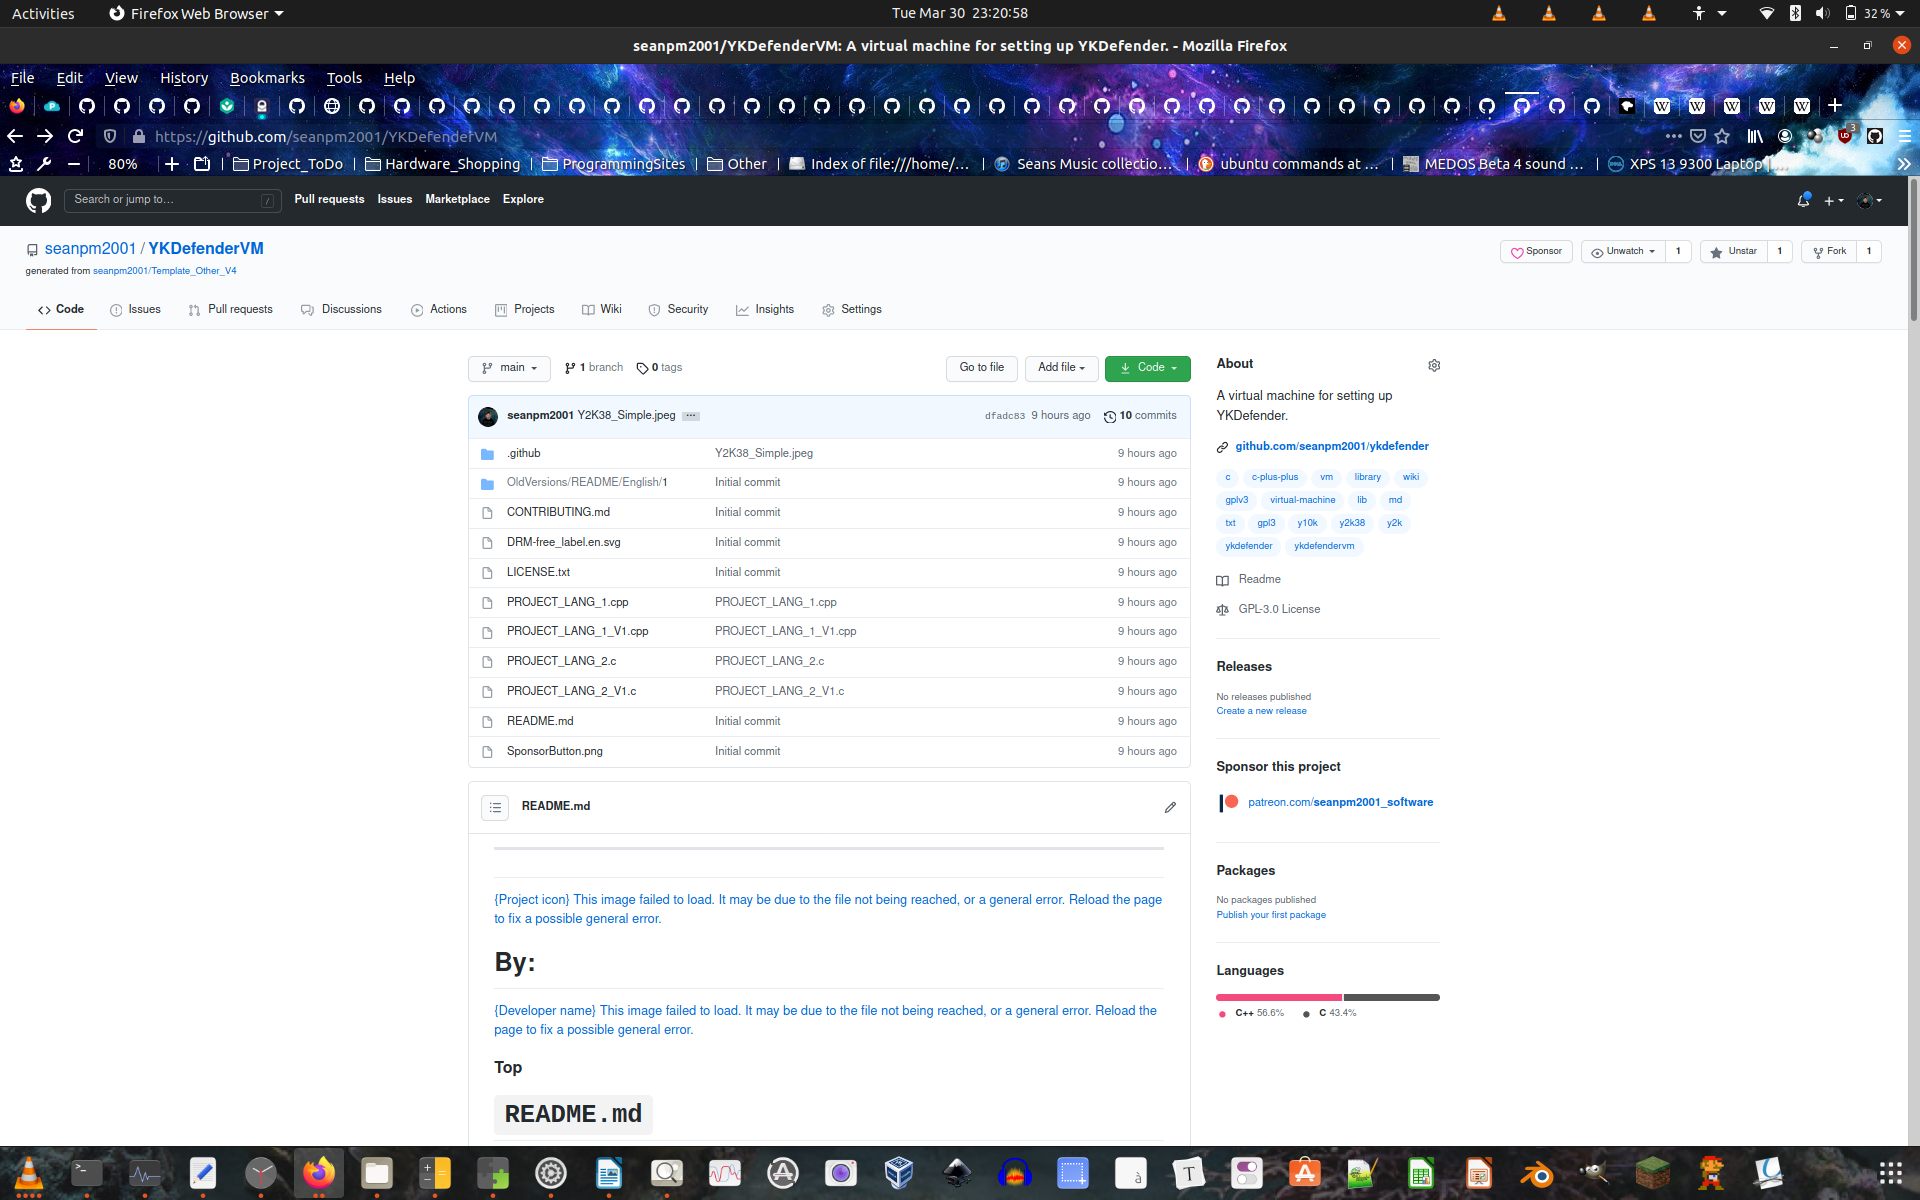 Activities
Firefox Web Browser
Tue Mar 30 23:20:58
32 %
seanpm2001/YKDefenderVM: A virtual machine for setting up YKDefender. - Mozilla Firefox
File Edit View History Bookmarks Tools Help
https://github.com/seanpm2001/YKDefenderVM
3
80%
Project_ToDo
Hardware_Shopping
ProgrammingSites
Other
Index of file:///home/…
Seans Music collectio…
ubuntu commands at …
MEDOS Beta 4 sound …
XPS 13 9300 Laptop
Search or jump to…
/
Pull requests Issues Marketplace Explore
seanpm2001 / YKDefenderVM
generated from seanpm2001/Template_Other_V4
Sponsor
Unwatch 1
Unstar 1
Fork 1
Code
Issues
Pull requests
Discussions
Actions
Projects
Wiki
Security
Insights
Settings
main
1 branch
0 tags
Go to file
Add file
Code
seanpm2001 Y2K38_Simple.jpeg ... dfadc83 9 hours ago 10 commits
.github Y2K38_Simple.jpeg 9 hours ago
OldVersions/README/English/1 Initial commit 9 hours ago
CONTRIBUTING.md Initial commit 9 hours ago
DRM-free_label.en.svg Initial commit 9 hours ago
LICENSE.txt Initial commit 9 hours ago
PROJECT_LANG_1.cpp PROJECT_LANG_1.cpp 9 hours ago
PROJECT_LANG_1_V1.cpp PROJECT_LANG_1_V1.cpp 9 hours ago
PROJECT_LANG_2.c PROJECT_LANG_2.c 9 hours ago
PROJECT_LANG_2_V1.c PROJECT_LANG_2_V1.c 9 hours ago
README.md Initial commit 9 hours ago
SponsorButton.png Initial commit 9 hours ago
README.md
{Project icon} This image failed to load. It may be due to the file not being reached, or a general error. Reload the page
to fix a possible general error.
By:
{Developer name} This image failed to load. It may be due to the file not being reached, or a general error. Reload the
page to fix a possible general error.
Top
README.md
About
A virtual machine for setting up
YKDefender.
github.com/seanpm2001/ykdefender
c c-plus-plus vm library wiki
gplv3 virtual-machine lib md
txt gpl3 y10k y2k38 y2k
ykdefender ykdefendervm
Readme
GPL-3.0 License
Releases
No releases published
Create a new release
Sponsor this project
patreon.com/seanpm2001_software
Packages
No packages published
Publish your first package
Languages
C++ 56.6% C 43.4%